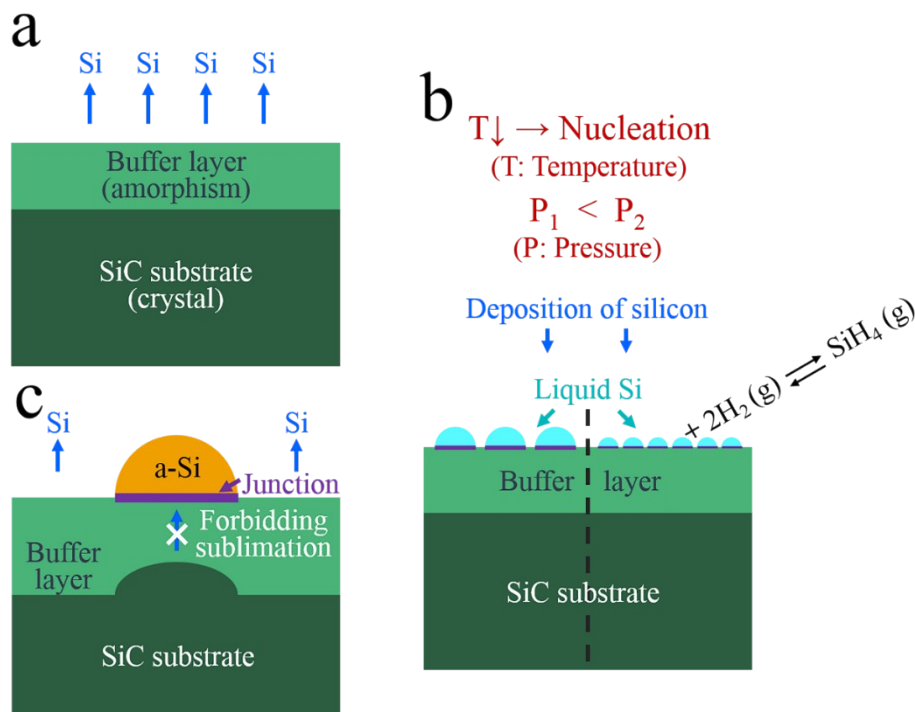 a
Si Si Si Si
Buffer layer
(amorphism)
SiC substrate
(crystal)
b
T↓ → Nucleation
(T: Temperature)
P₁ < P₂
(P: Pressure)
Deposition of silicon
Liquid Si
+ 2H₂(g) ⇌ SiH₄(g)
Buffer layer
SiC substrate
c
Si Si
a-Si
Junction
Forbidding
sublimation
Buffer
layer
SiC substrate